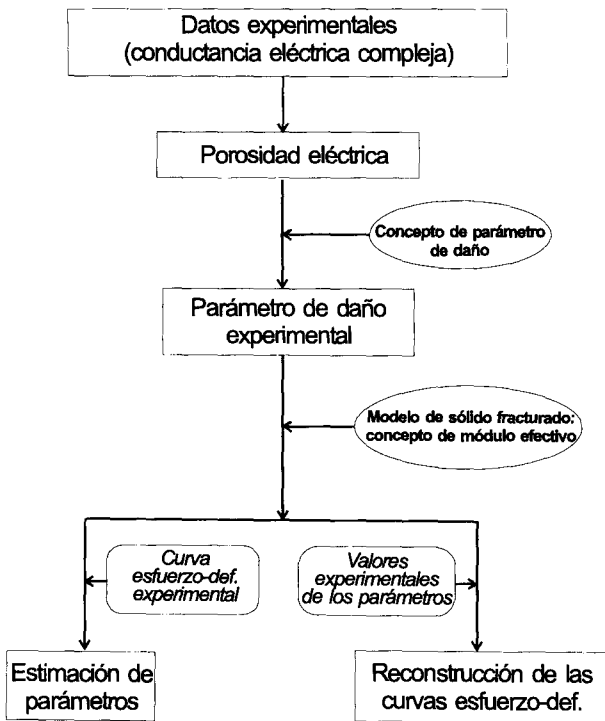 Datos experimentales
(conductancia eléctrica compleja)
Porosidad eléctrica
Concepto de parámetro
de daño
Parámetro de daño
experimental
Modelo de sólido fracturado:
concepto de módulo efectivo
Curva
esfuerzo-def.
experimental
Valores
experimentales
de los parámetros
Estimación de
parámetros
Reconstrucción de las
curvas esfuerzo-def.